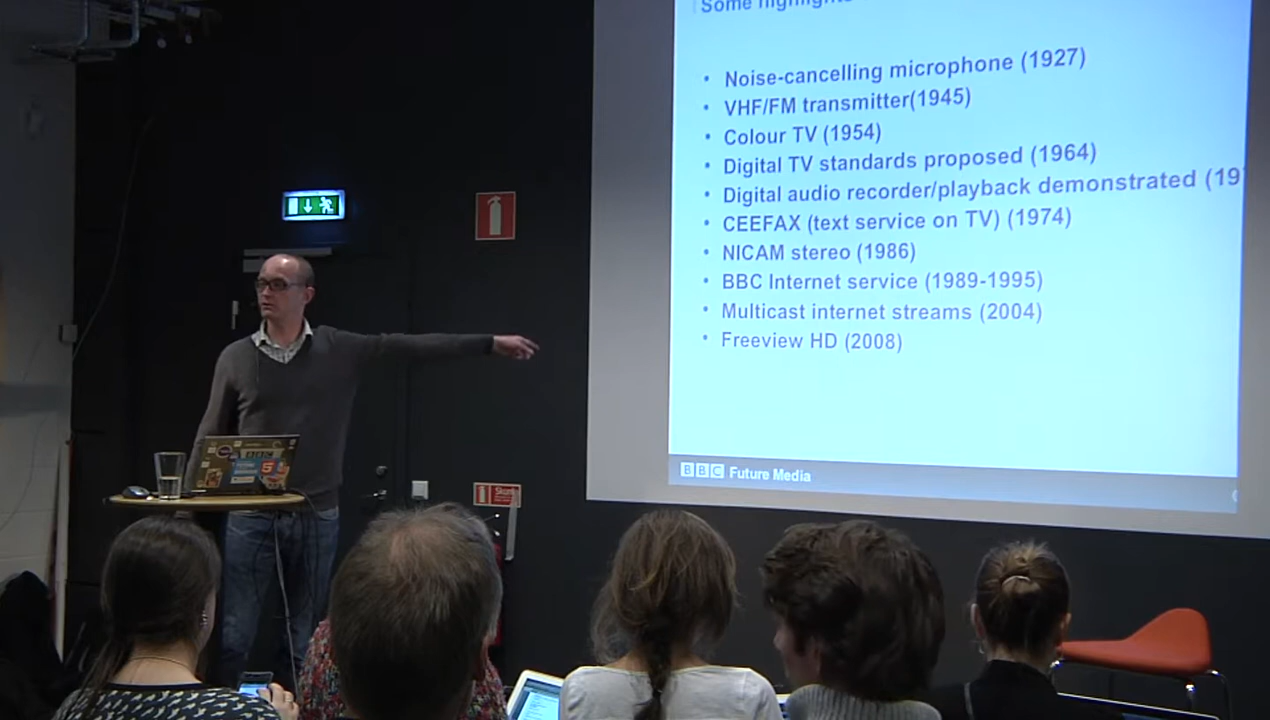 Some highlights
• Noise-cancelling microphone (1927)
• VHF/FM transmitter(1945)
• Colour TV (1954)
• Digital TV standards proposed (1964)
• Digital audio recorder/playback demonstrated (19
• CEEFAX (text service on TV) (1974)
• NICAM stereo (1986)
• BBC Internet service (1989-1995)
• Multicast internet streams (2004)
• Freeview HD (2008)
BBC Future Media
BBC
5